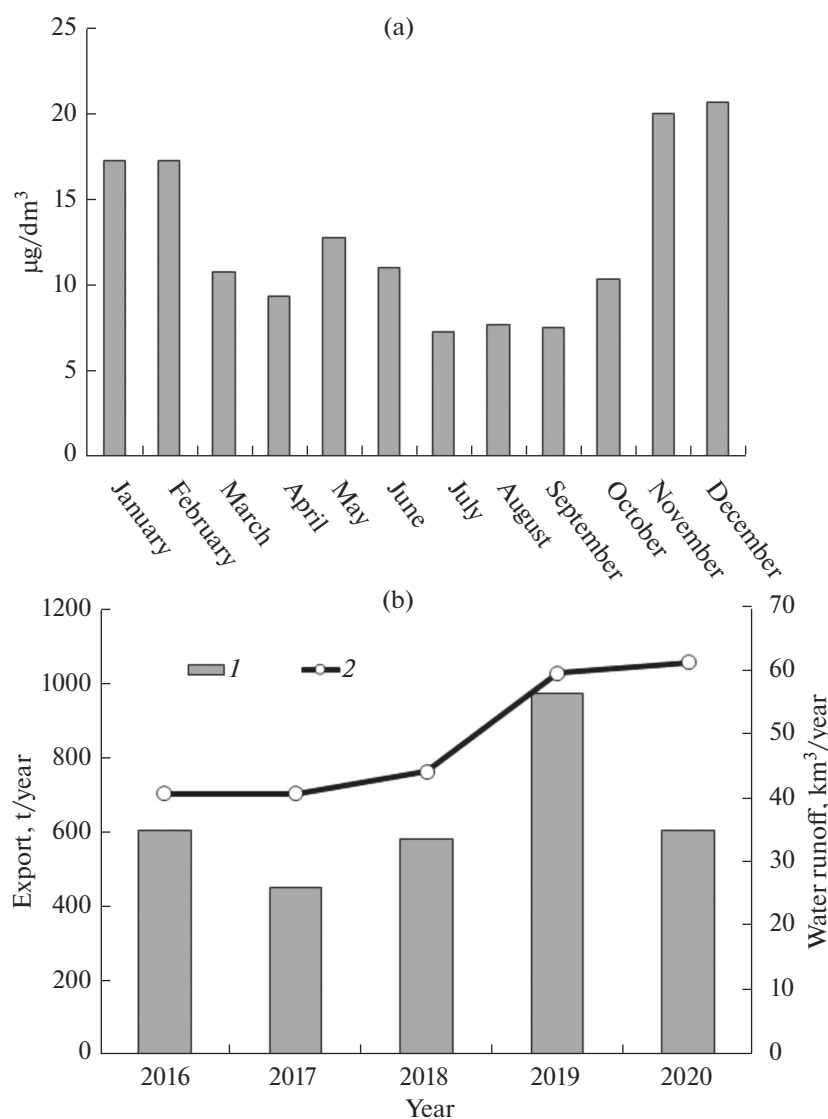 (a)
25
20
15
10
5
0
µg/dm³
January
February
March
April
May
June
July
August
September
October
November
December
(b)
1200
1000
800
600
400
200
0
Export, t/year
1
2
70
60
50
40
30
20
10
0
Water runoff, km³/year
2016
2017
2018
2019
2020
Year